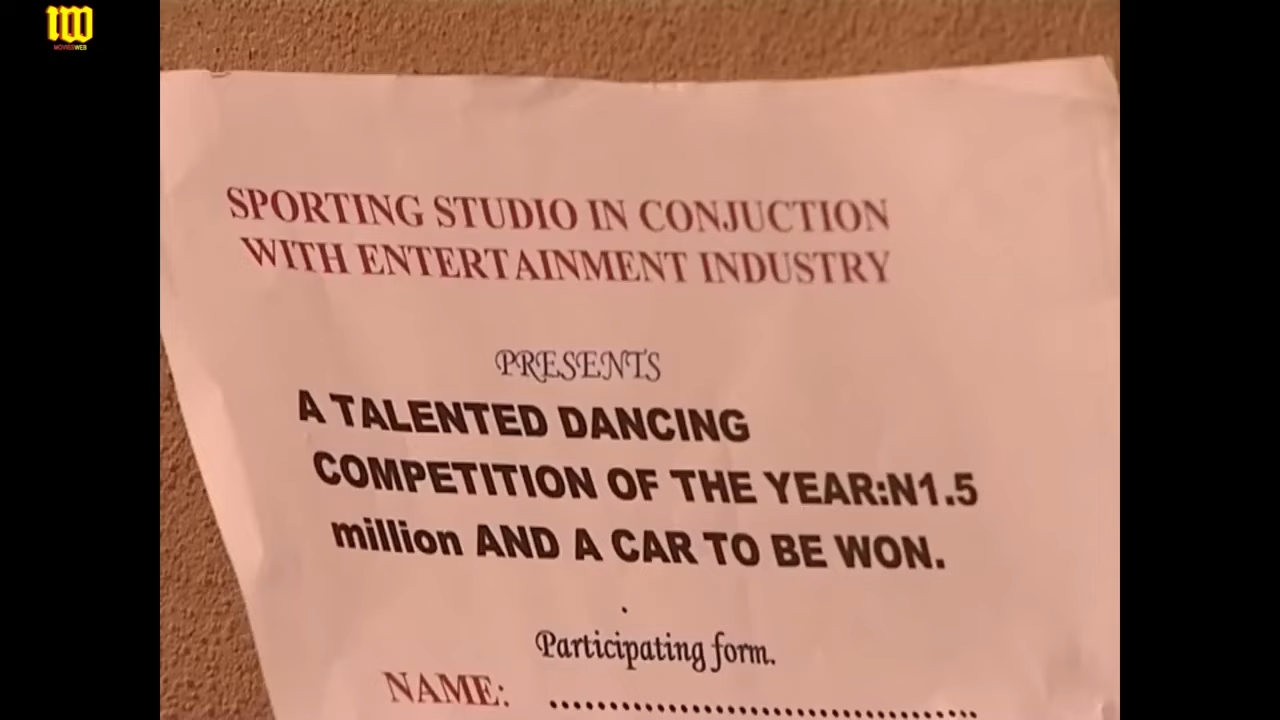 MOVIESWEB
SPORTING STUDIO IN CONJUCTION
WITH ENTERTAINMENT INDUSTRY
PRESENTS
A TALENTED DANCING
COMPETITION OF THE YEAR:N1.5
million AND A CAR TO BE WON.
Participating form.
NAME: ........................................